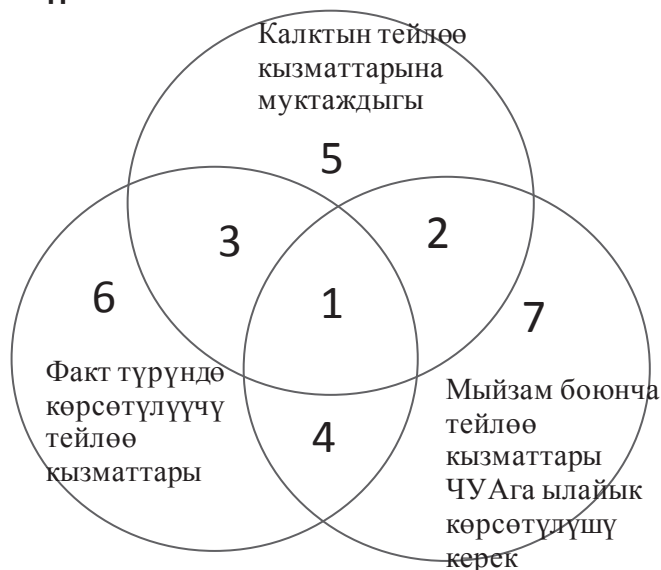 Калктын тейлөө
кызматтарына
муктаждыгы
5
3
2
6
1
7
Факт түрүндө
көрсөтүлүүчү
тейлөө
кызматтары
4
Мыйзам боюнча
тейлөө
кызматтары
ЧУАга ылайык
көрсөтүлүшү
керек